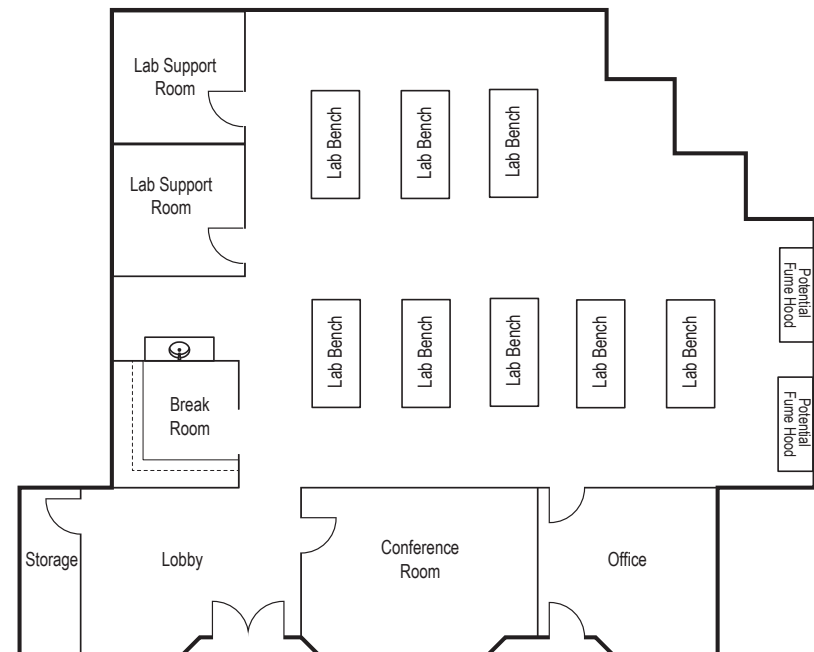 Lab Support
Room
Lab Bench
Lab Bench
Lab Bench
Lab Support
Room
Potential
Fume Hood
Lab Bench
Lab Bench
Lab Bench
Lab Bench
Lab Bench
Potential
Fume Hood
Break
Room
Storage
Lobby
Conference
Room
Office